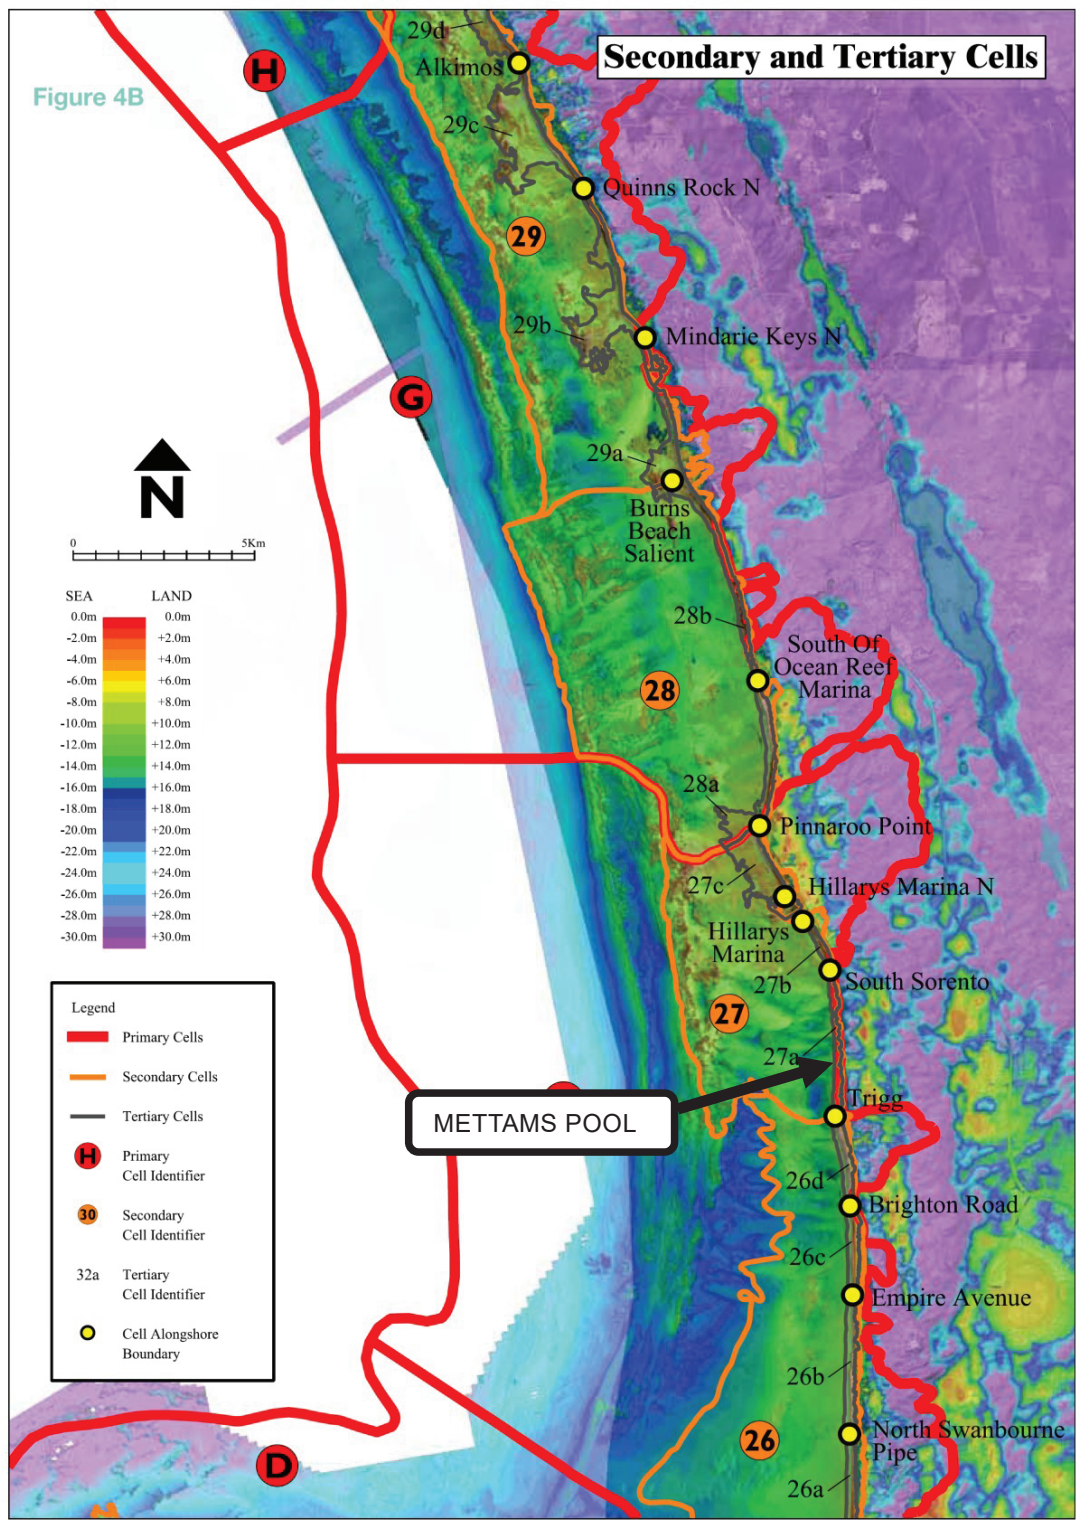 Secondary and Tertiary Cells
Figure 4B
H
29d
Alkimos
29c
Quinns Rock N
29
29b
Mindarie Keys N
G
N
29a
Burns
Beach
Salient
0 5Km
SEA LAND
0.0m 0.0m
-2.0m +2.0m
-4.0m +4.0m
-6.0m +6.0m
-8.0m +8.0m
-10.0m +10.0m
-12.0m +12.0m
-14.0m +14.0m
-16.0m +16.0m
-18.0m +18.0m
-20.0m +20.0m
-22.0m +22.0m
-24.0m +24.0m
-26.0m +26.0m
-28.0m +28.0m
-30.0m +30.0m
28b
South Of
Ocean Reef
Marina
28
28a
Pinnaroo Point
27c
Hillarys Marina N
Hillarys
Marina
27b
South Sorento
27
27a
METTAMS POOL
Trigg
26d
Brighton Road
26c
Empire Avenue
26b
North Swanbourne
Pipe
26
26a
D
Legend
Primary Cells
Secondary Cells
Tertiary Cells
H Primary
Cell Identifier
30 Secondary
Cell Identifier
32a Tertiary
Cell Identifier
Cell Alongshore
Boundary